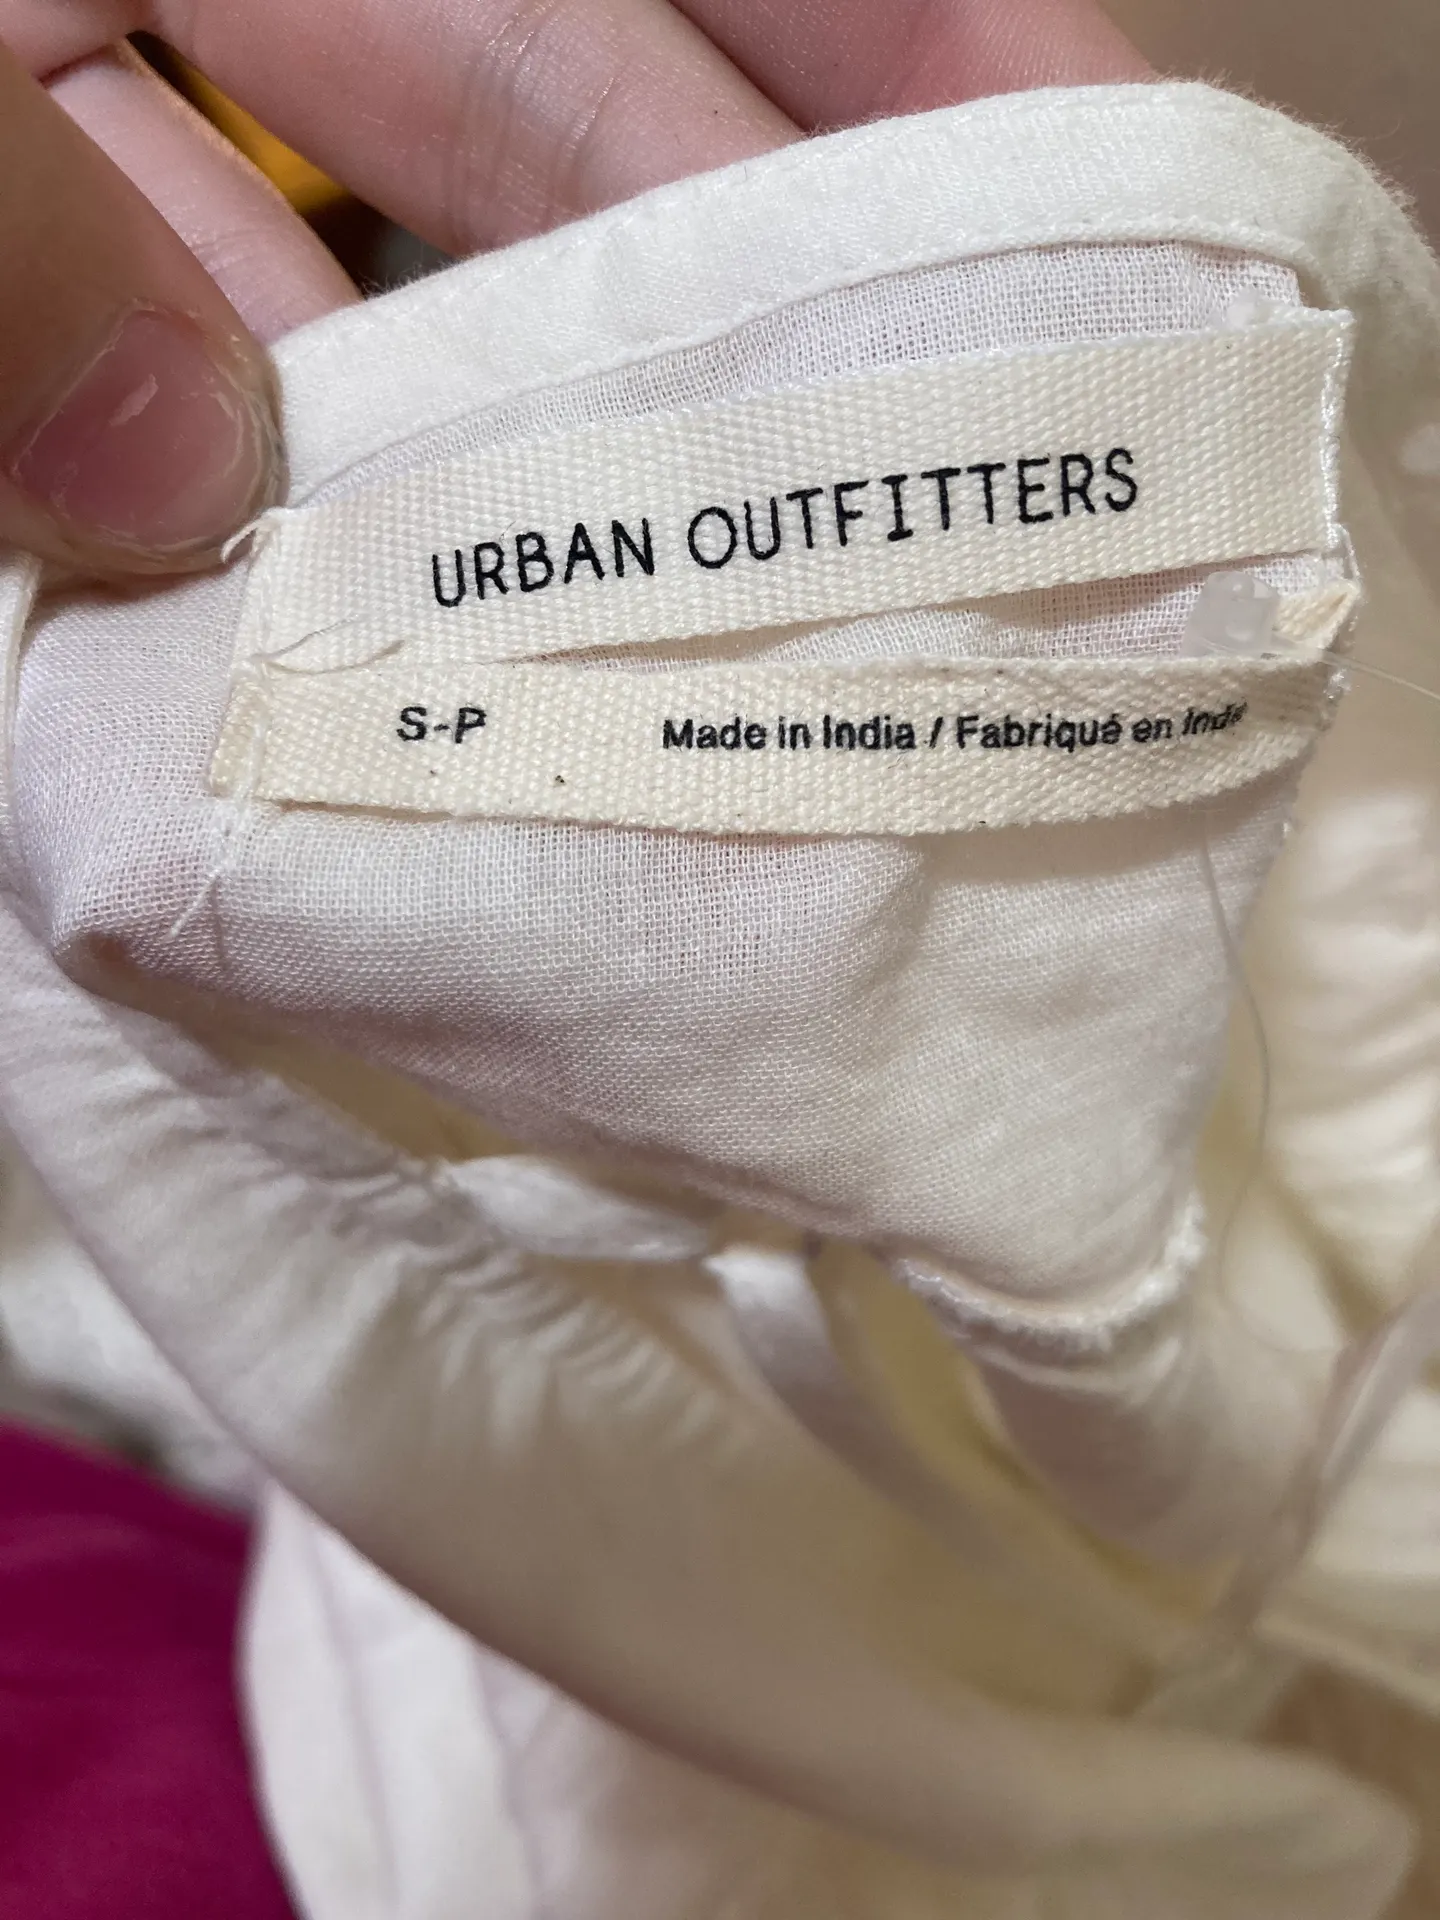 URBAN OUTFITTERS
S-P Made in India / Fabriqué en Inde